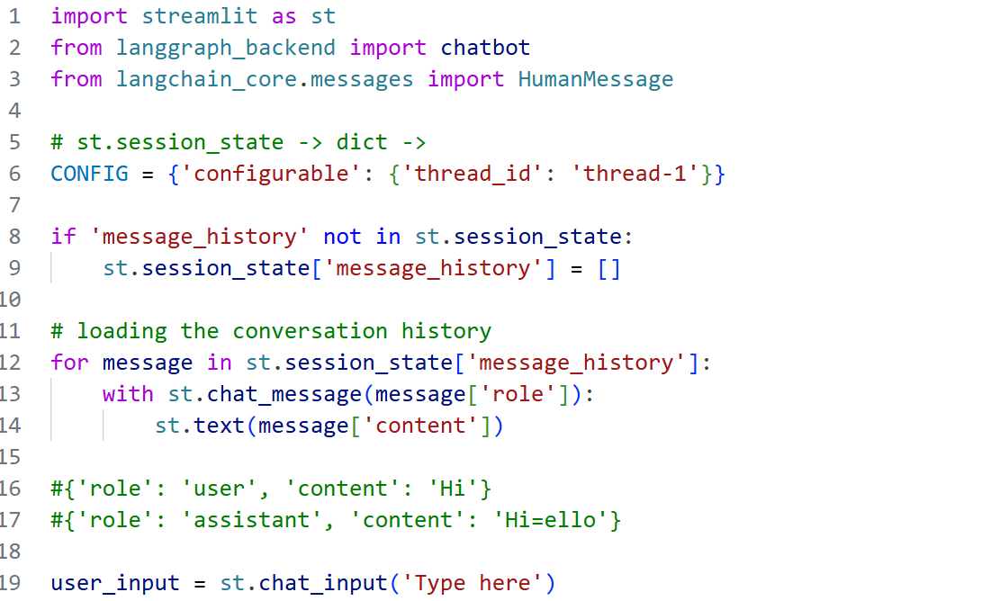 1 import streamlit as st
2 from langgraph_backend import chatbot
3 from langchain_core.messages import HumanMessage
4
5 # st.session_state -> dict ->
6 CONFIG = {'configurable': {'thread_id': 'thread-1'}}
7
8 if 'message_history' not in st.session_state:
9     st.session_state['message_history'] = []
10
11 # loading the conversation history
12 for message in st.session_state['message_history']:
13     with st.chat_message(message['role']):
14         st.text(message['content'])
15
16 #{'role': 'user', 'content': 'Hi'}
17 #{'role': 'assistant', 'content': 'Hi=ello'}
18
19 user_input = st.chat_input('Type here')